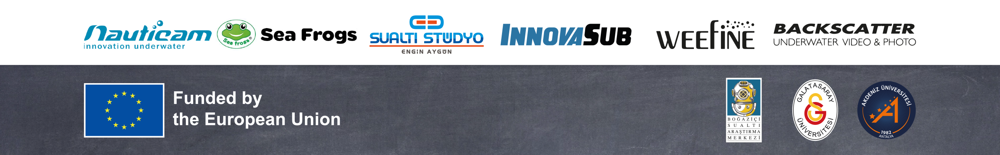 nauticam
innovation underwater
Sea frogs®
Sea Frogs
SUALTI STÜDYO
ENGİN AYGÜN
INNOVASUB
WEEFINE
BACKSCATTER
UNDERWATER VIDEO & PHOTO
Funded by
the European Union
BOĞAZİÇİ
SUALTI
ARAŞTIRMA
MERKEZİ
GALATASARAY
ÜNİVERSİTESİ
AKDENİZ ÜNİVERSİTESİ
1982
ANTALYA